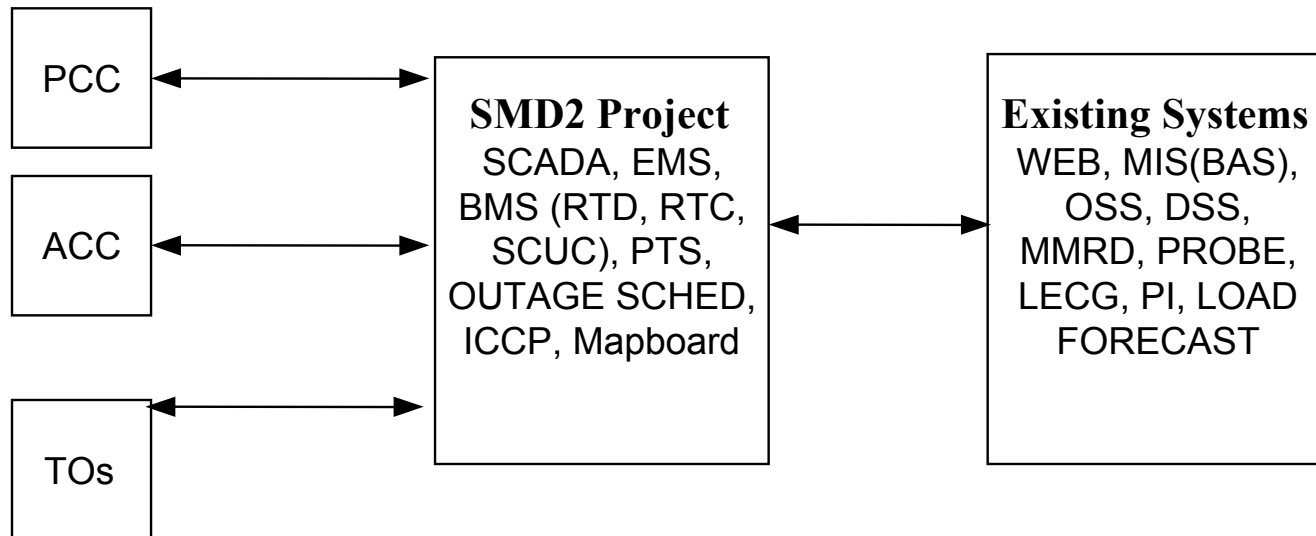 PCC
ACC
TOs
SMD2 Project
SCADA, EMS,
BMS (RTD, RTC,
SCUC), PTS,
OUTAGE SCHED,
ICCP, Mapboard
Existing Systems
WEB, MIS(BAS),
OSS, DSS,
MMRD, PROBE,
LECG, PI, LOAD
FORECAST